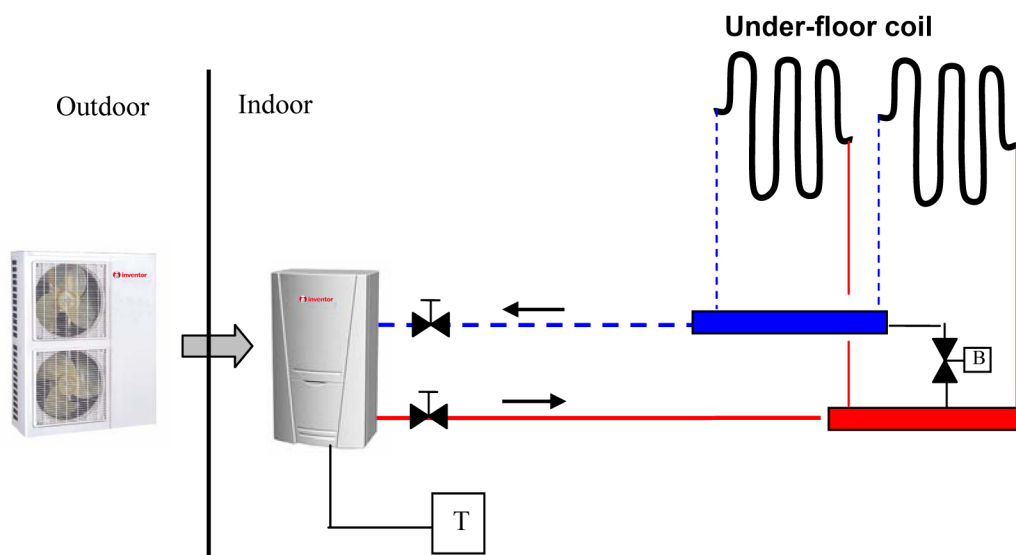 Under-floor coil
Outdoor
Indoor
inventor
inventor
B
T